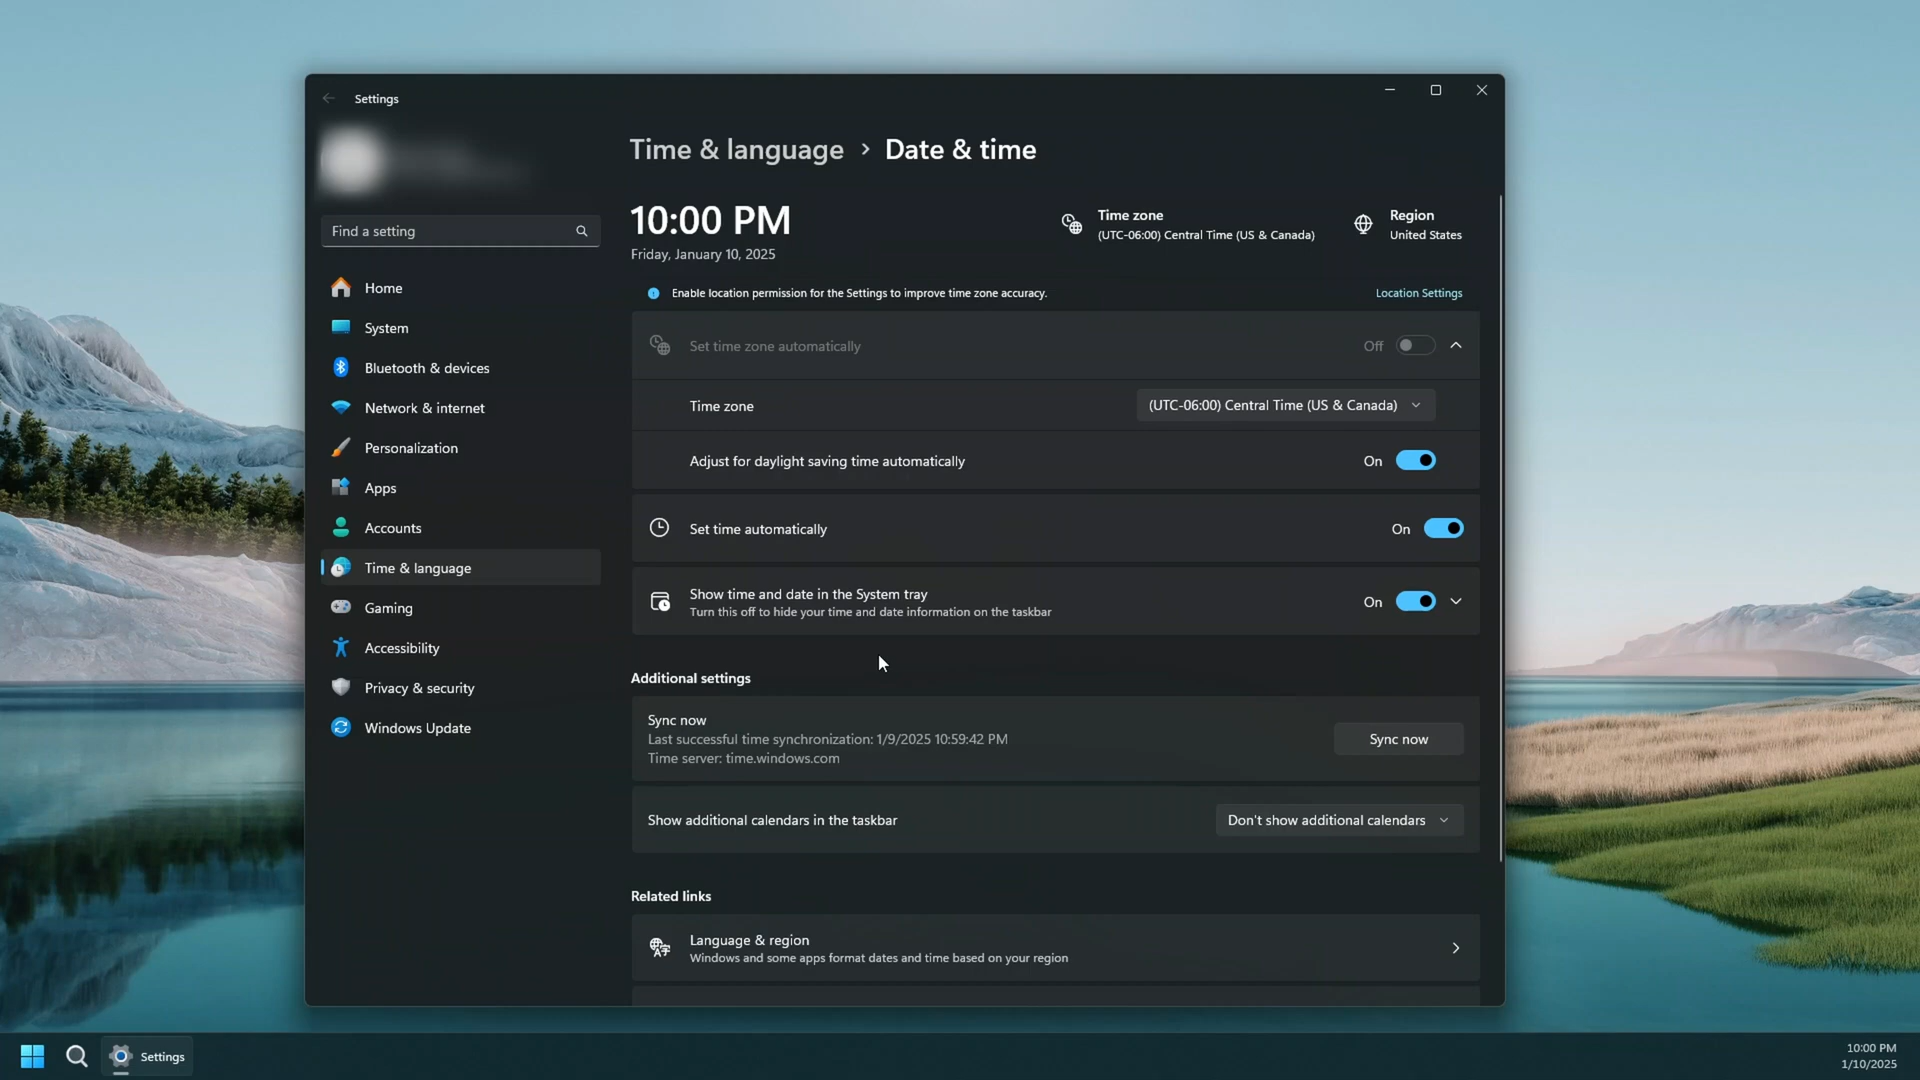 Settings
Time & language > Date & time
Find a setting
Home
System
Bluetooth & devices
Network & internet
Personalization
Apps
Accounts
Time & language
Gaming
Accessibility
Privacy & security
Windows Update
10:00 PM
Friday, January 10, 2025
Time zone
(UTC-06:00) Central Time (US & Canada)
Region
United States
Enable location permission for the Settings to improve time zone accuracy.
Location Settings
Set time zone automatically
Off
Time zone
(UTC-06:00) Central Time (US & Canada)
Adjust for daylight saving time automatically
On
Set time automatically
On
Show time and date in the System tray
Turn this off to hide your time and date information on the taskbar
On
Additional settings
Sync now
Last successful time synchronization: 1/9/2025 10:59:42 PM
Time server: time.windows.com
Sync now
Show additional calendars in the taskbar
Don't show additional calendars
Related links
Language & region
Windows and some apps format dates and time based on your region
Settings
10:00 PM
1/10/2025